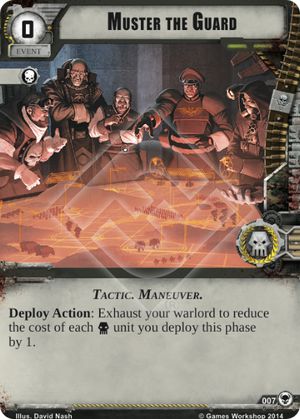 0
MUSTER THE GUARD
EVENT
TACTIC. MANEUVER.
Deploy Action: Exhaust your warlord to reduce
the cost of each unit you deploy this phase
by 1.
007
Illus. David Nash
© Games Workshop 2014